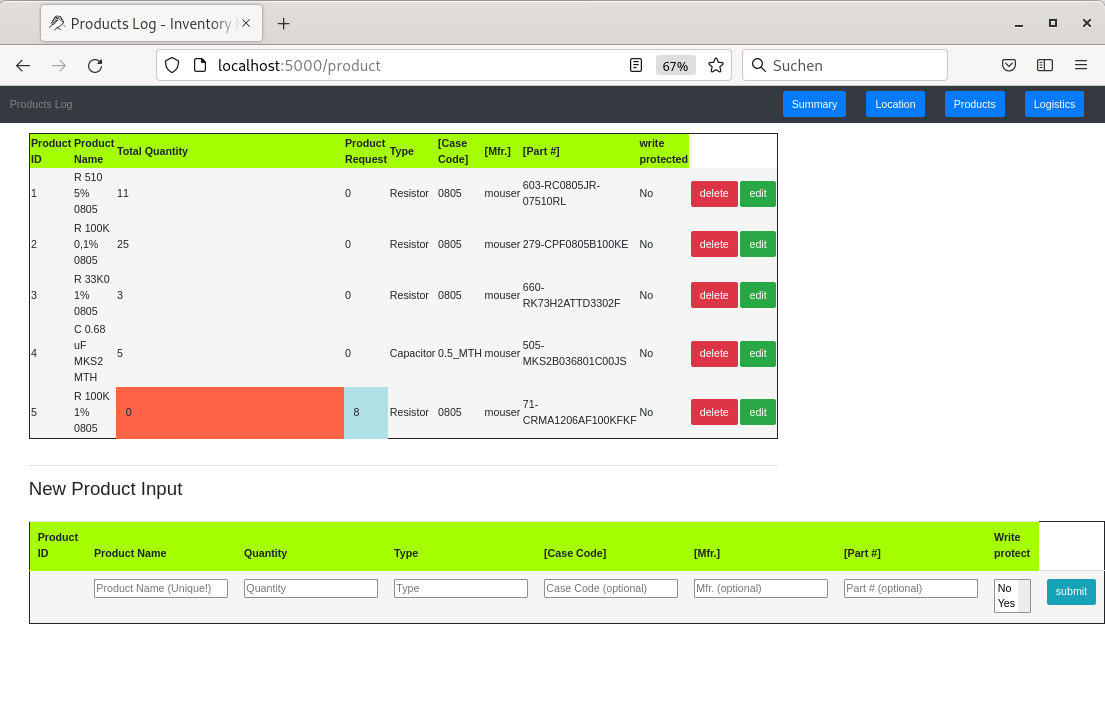 Products Log - Inventory
localhost:5000/product
67%
Suchen
Products Log
Summary
Location
Products
Logistics
Product ID
Product Name
Total Quantity
Product Request
Type
[Case Code]
[Mfr.]
[Part #]
write protected
1
R 510 5% 0805
11
0
Resistor
0805
mouser
603-RC0805JR-07510RL
No
delete
edit
2
R 100K 0,1% 0805
25
0
Resistor
0805
mouser
279-CPF0805B100KE
No
delete
edit
3
R 33K0 1% 0805
3
0
Resistor
0805
mouser
660-RK73H2ATTD3302F
No
delete
edit
4
C 0.68 uF MKS2 MTH
5
0
Capacitor
0.5_MTH
mouser
505-MKS2B036801C00JS
No
delete
edit
5
R 100K 1% 0805
0
8
Resistor
0805
mouser
71-CRMA1206AF100KFKF
No
delete
edit
New Product Input
Product ID
Product Name
Quantity
Type
[Case Code]
[Mfr.]
[Part #]
Write protect
Product Name (Unique!)
Quantity
Type
Case Code (optional)
Mfr. (optional)
Part # (optional)
No
Yes
submit